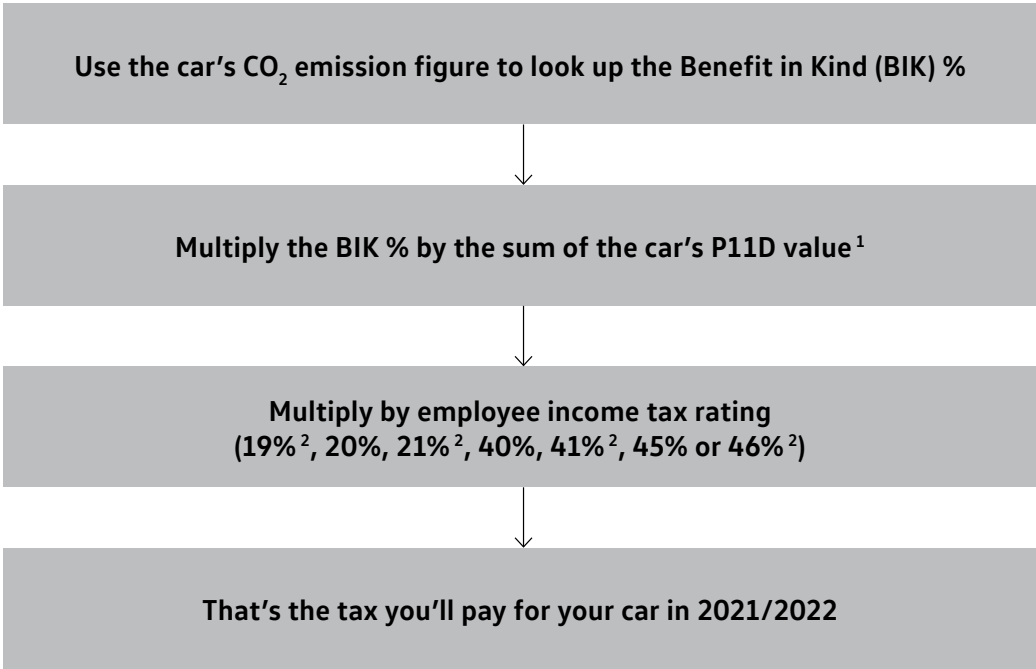 Use the car’s CO₂ emission figure to look up the Benefit in Kind (BIK) %
Multiply the BIK % by the sum of the car’s P11D value ¹
Multiply by employee income tax rating
(19% ², 20%, 21% ², 40%, 41% ², 45% or 46% ²)
That’s the tax you’ll pay for your car in 2021/2022